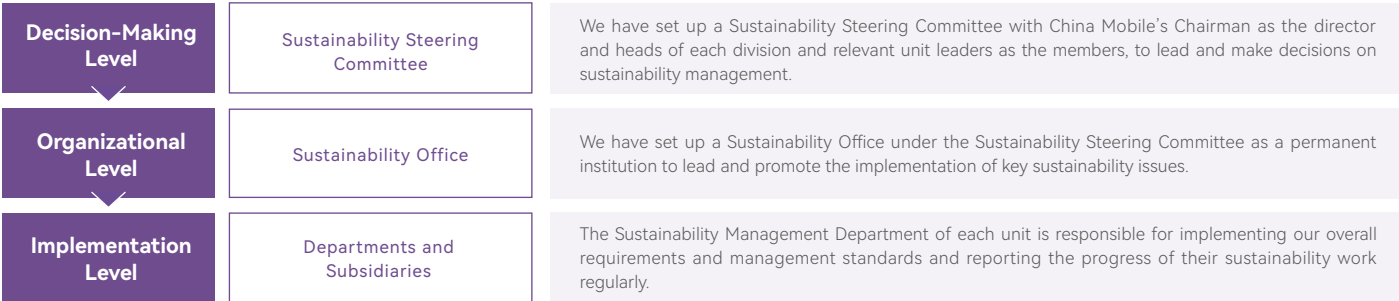 Decision-Making
Level
Sustainability Steering
Committee
We have set up a Sustainability Steering Committee with China Mobile’s Chairman as the director
and heads of each division and relevant unit leaders as the members, to lead and make decisions on
sustainability management.
Organizational
Level
Sustainability Office
We have set up a Sustainability Office under the Sustainability Steering Committee as a permanent
institution to lead and promote the implementation of key sustainability issues.
Implementation
Level
Departments and
Subsidiaries
The Sustainability Management Department of each unit is responsible for implementing our overall
requirements and management standards and reporting the progress of their sustainability work
regularly.